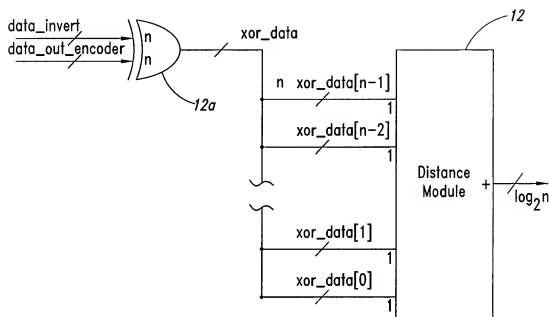 data_invert
data_out_encoder
n
n
xor_data
12a
12
n xor_data[n-1]
1
xor_data[n-2]
1
Distance
Module
+
log2n
xor_data[1]
1
xor_data[0]
1